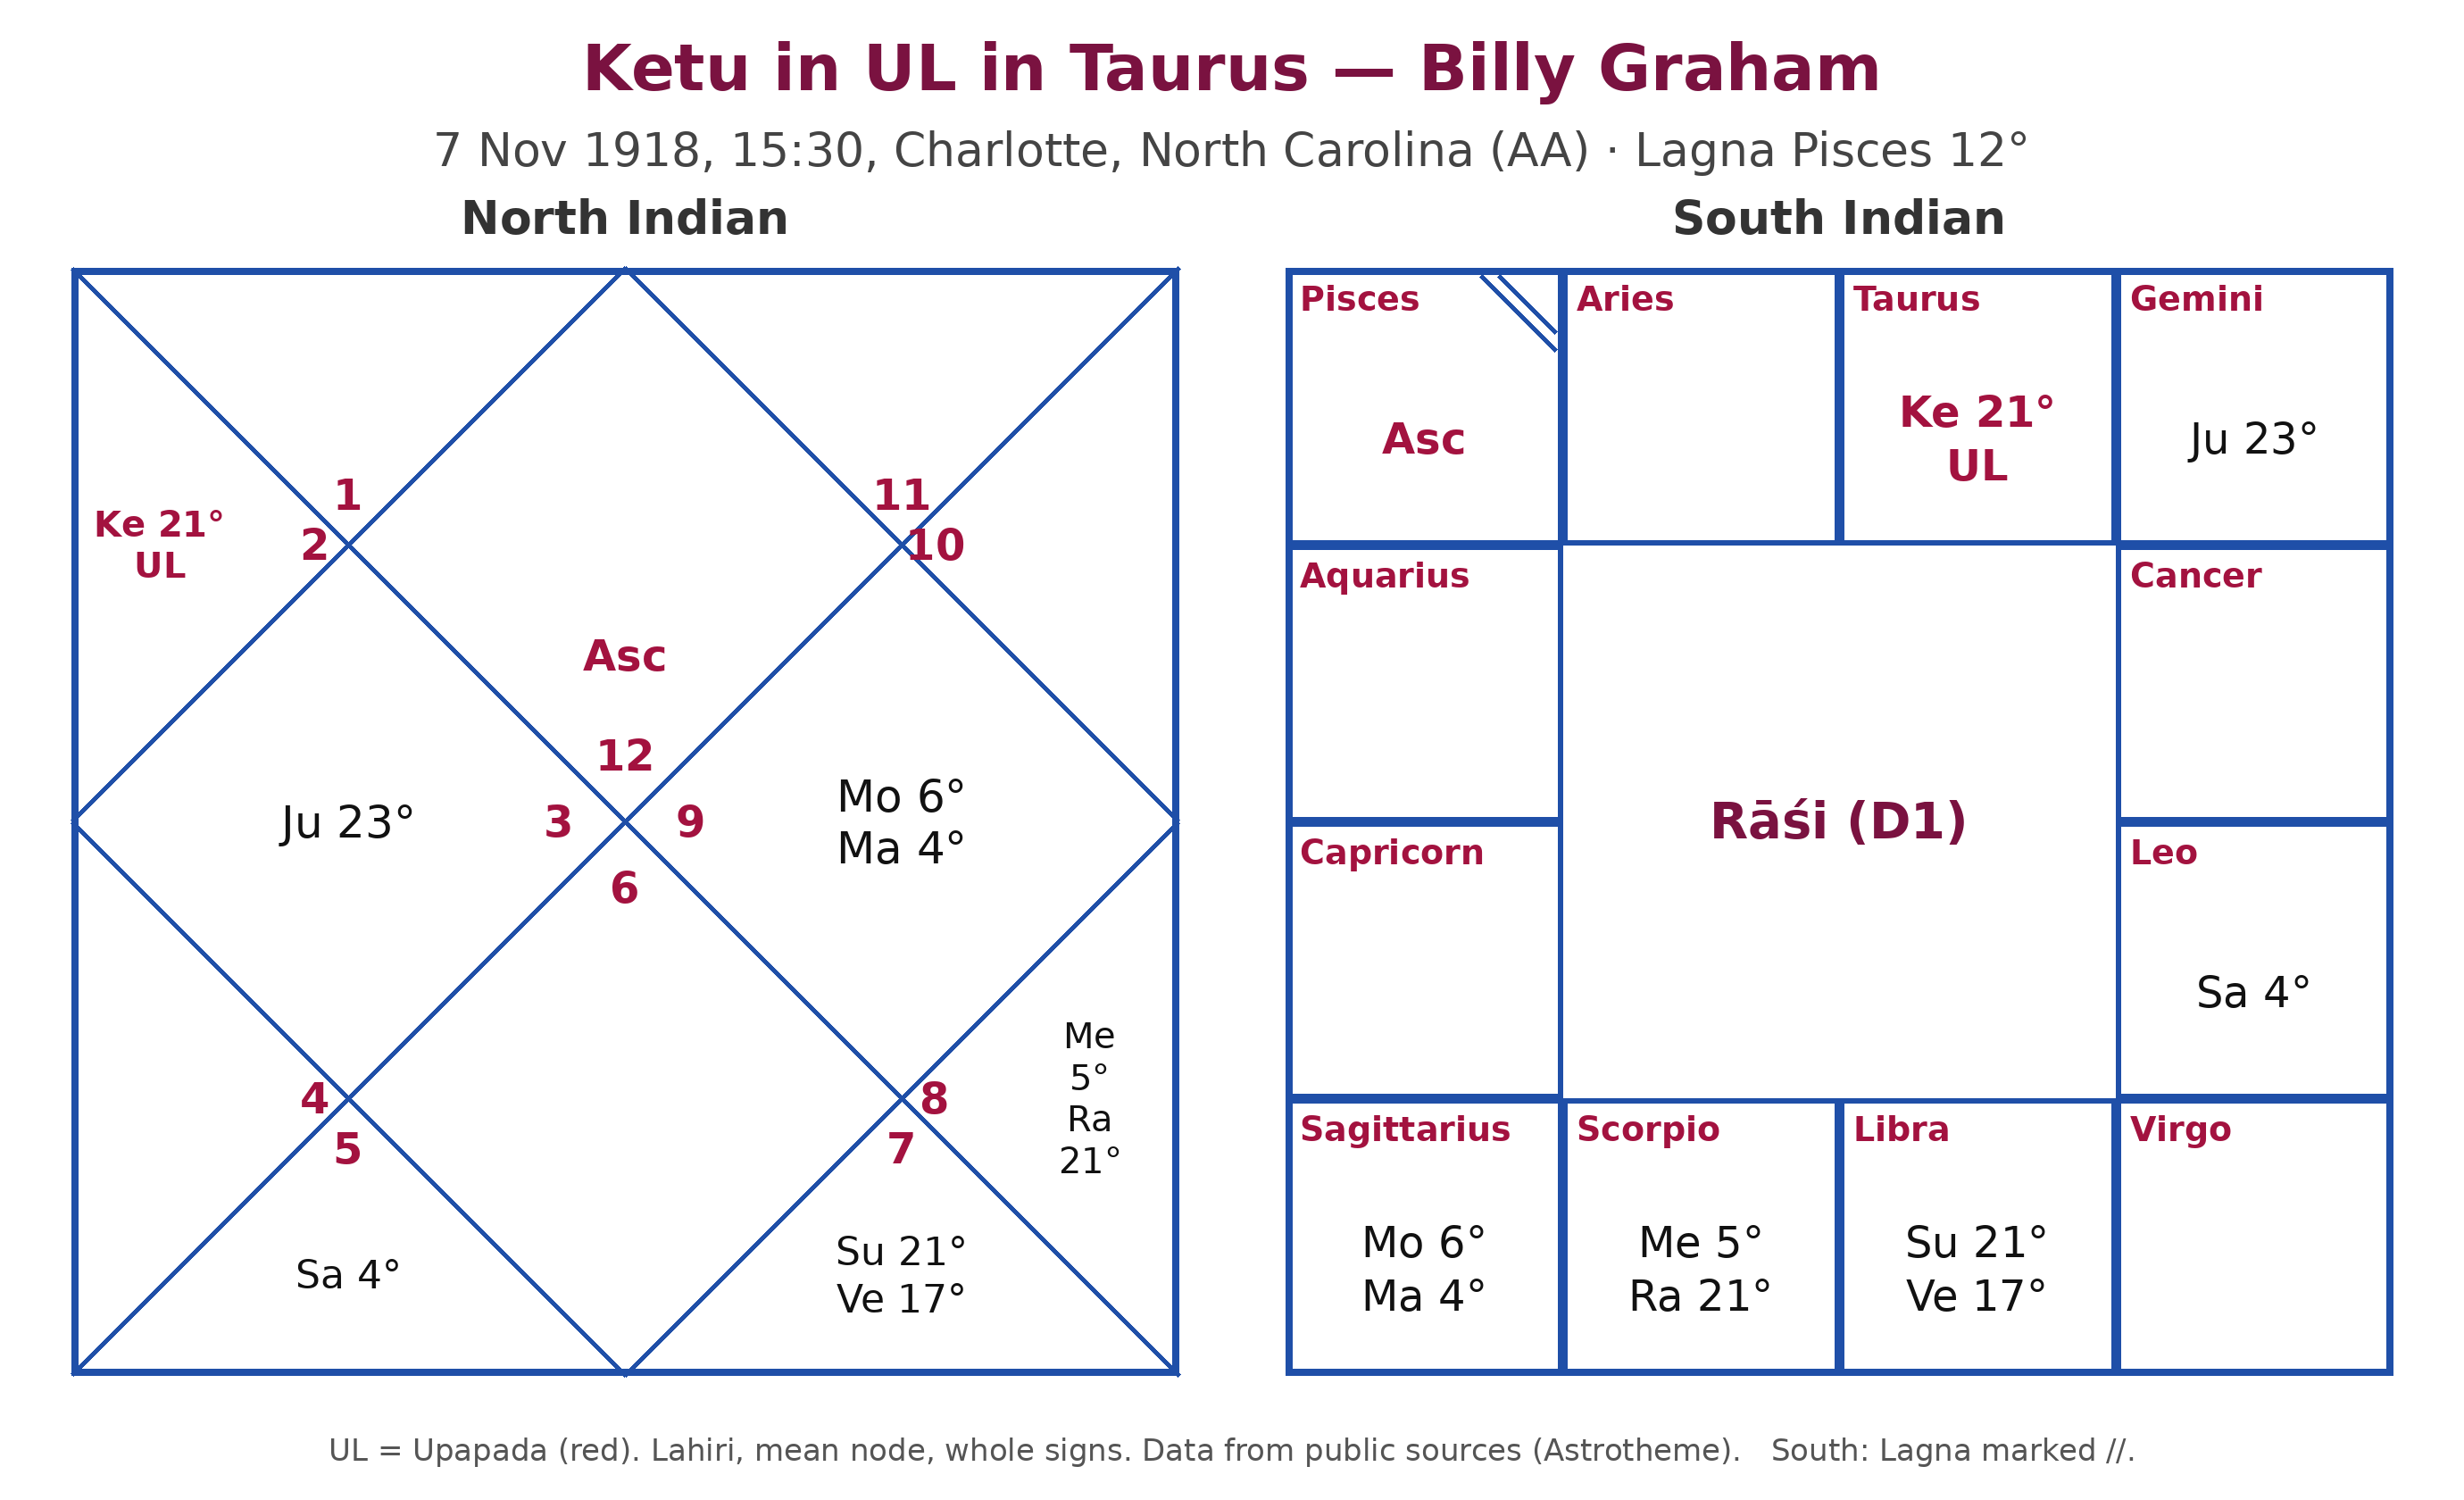 Ketu in UL in Taurus — Billy Graham
7 Nov 1918, 15:30, Charlotte, North Carolina (AA) · Lagna Pisces 12°
North Indian
1
11
Ke 21°
UL
2
10
Asc
12
Ju 23°
3
9
Mo 6°
Ma 4°
6
4
5
8
7
Me
5°
Ra
21°
Sa 4°
Su 21°
Ve 17°
South Indian
Pisces
Asc
Aries
Taurus
Ke 21°
UL
Gemini
Ju 23°
Aquarius
Cancer
Rāśi (D1)
Capricorn
Leo
Sa 4°
Sagittarius
Mo 6°
Ma 4°
Scorpio
Me 5°
Ra 21°
Libra
Su 21°
Ve 17°
Virgo
UL = Upapada (red). Lahiri, mean node, whole signs. Data from public sources (Astrotheme). South: Lagna marked //.